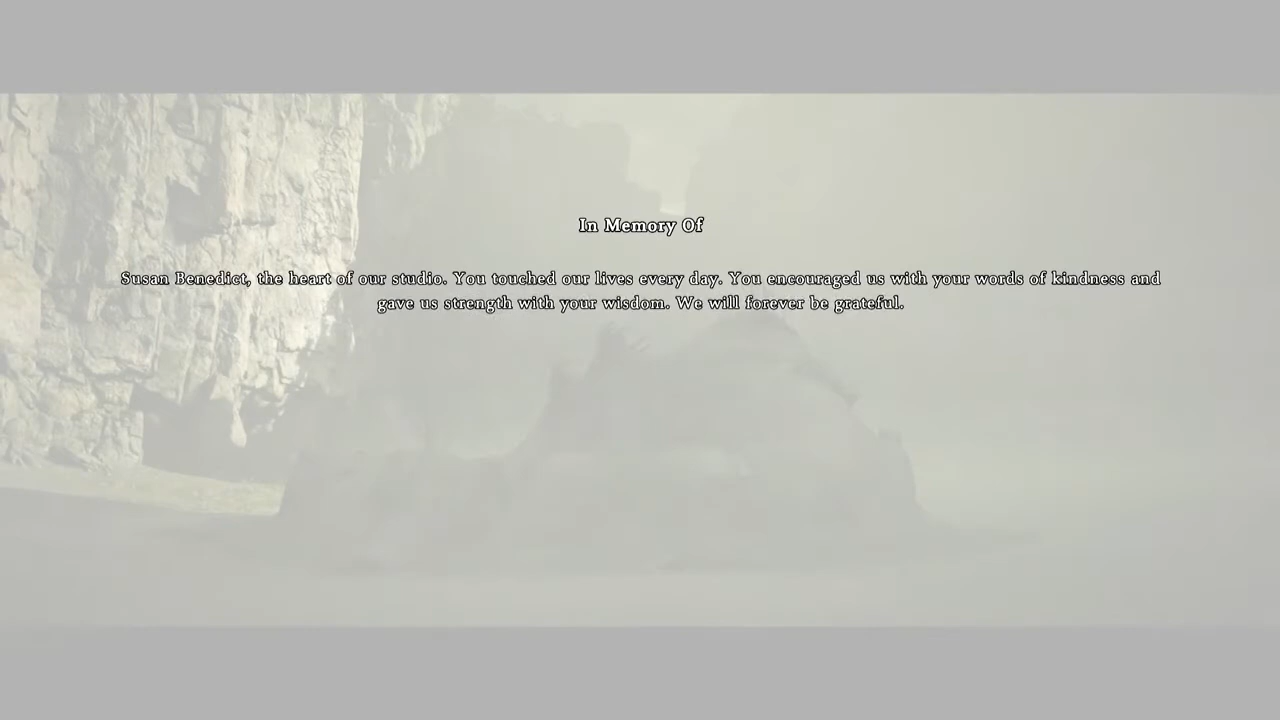 In Memory Of
Susan Benedict, the heart of our studio. You touched our lives every day. You encouraged us with your words of kindness and
gave us strength with your wisdom. We will forever be grateful.